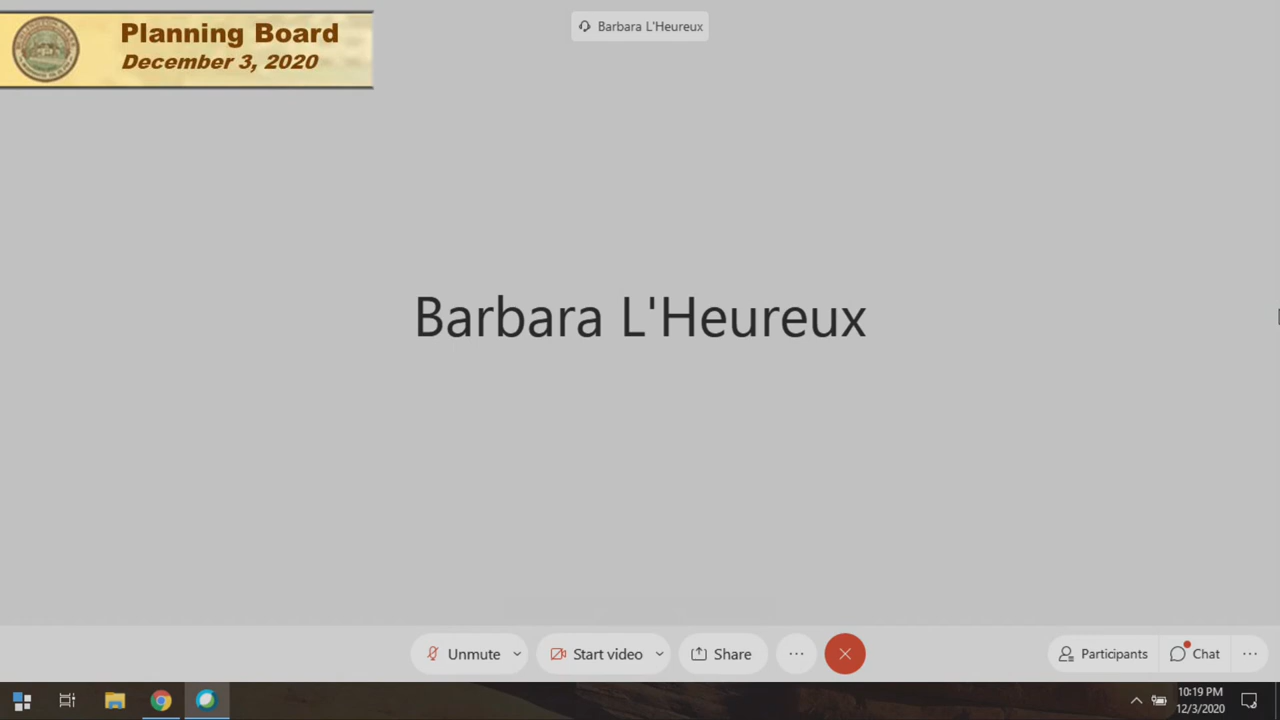 Planning Board
December 3, 2020
Barbara L'Heureux
Barbara L'Heureux
Unmute
Start video
Share
Participants
Chat
10:19 PM
12/3/2020